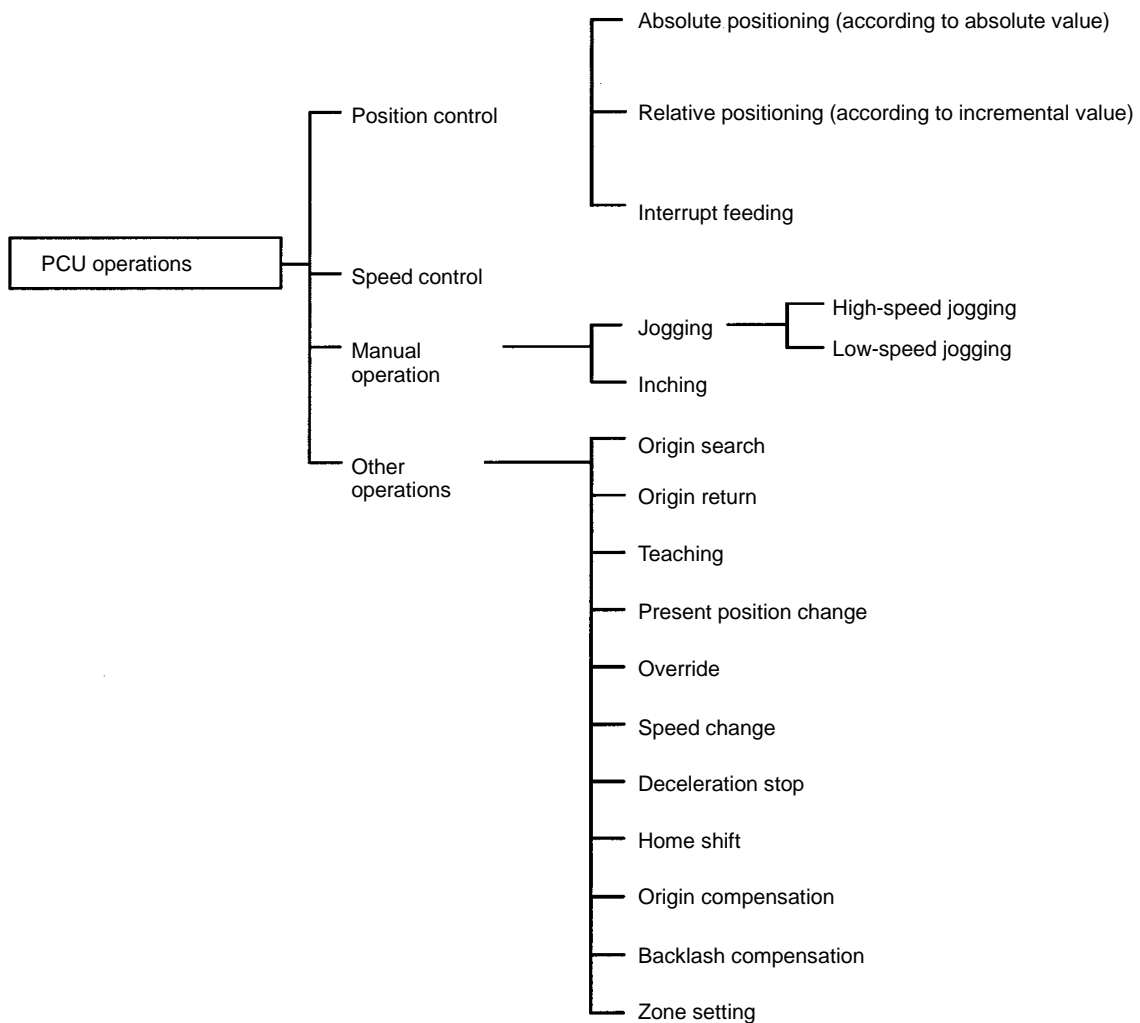 PCU operations
Position control
Absolute positioning (according to absolute value)
Relative positioning (according to incremental value)
Interrupt feeding
Speed control
Manual
operation
Jogging
High-speed jogging
Low-speed jogging
Inching
Other
operations
Origin search
Origin return
Teaching
Present position change
Override
Speed change
Deceleration stop
Home shift
Origin compensation
Backlash compensation
Zone setting